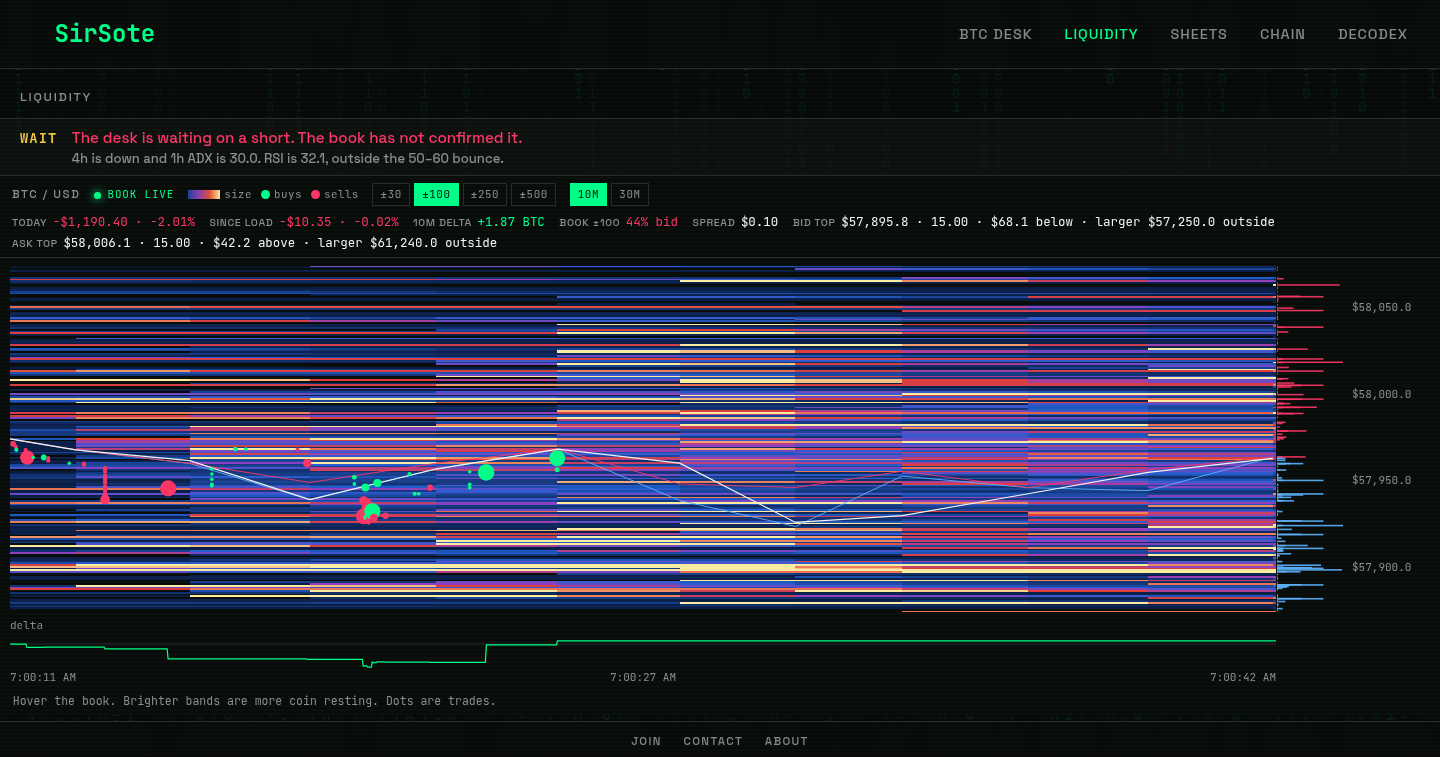 SirSote
BTC DESK LIQUIDITY SHEETS CHAIN DECODEX
LIQUIDITY
WAIT The desk is waiting on a short. The book has not confirmed it.
4h is down and 1h ADX is 30.0. RSI is 32.1, outside the 50–60 bounce.
BTC / USD BOOK LIVE size buys sells ±30 ±100 ±250 ±500 10M 30M
TODAY -$1,190.40 · -2.01% SINCE LOAD -$10.35 · -0.02% 10M DELTA +1.87 BTC BOOK ±100 44% bid SPREAD $0.10 BID TOP $57,895.8 · 15.00 · $68.1 below · larger $57,250.0 outside
ASK TOP $58,006.1 · 15.00 · $42.2 above · larger $61,240.0 outside
$58,050.0
$58,000.0
$57,950.0
$57,900.0
delta
7:00:11 AM 7:00:27 AM 7:00:42 AM
Hover the book. Brighter bands are more coin resting. Dots are trades.
JOIN CONTACT ABOUT